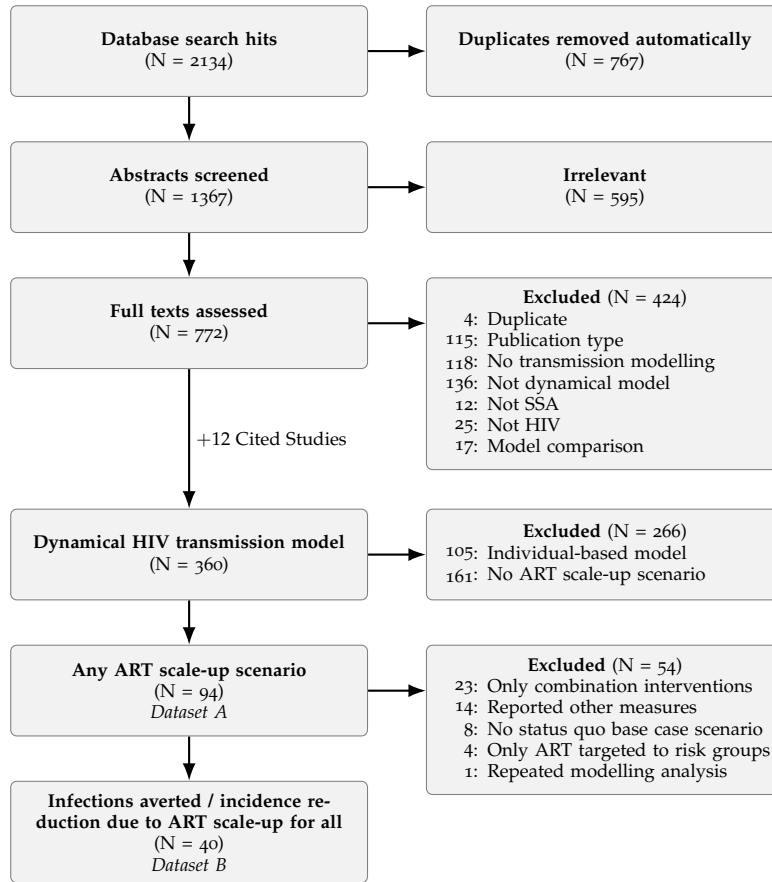 Database search hits
(N = 2134)
Duplicates removed automatically
(N = 767)
Abstracts screened
(N = 1367)
Irrelevant
(N = 595)
Full texts assessed
(N = 772)
Excluded (N = 424)
4: Duplicate
115: Publication type
118: No transmission modelling
136: Not dynamical model
12: Not SSA
25: Not HIV
17: Model comparison
+12 Cited Studies
Dynamical HIV transmission model
(N = 360)
Excluded (N = 266)
105: Individual-based model
161: No ART scale-up scenario
Any ART scale-up scenario
(N = 94)
Dataset A
Excluded (N = 54)
23: Only combination interventions
14: Reported other measures
8: No status quo base case scenario
4: Only ART targeted to risk groups
1: Repeated modelling analysis
Infections averted / incidence re-
duction due to ART scale-up for all
(N = 40)
Dataset B